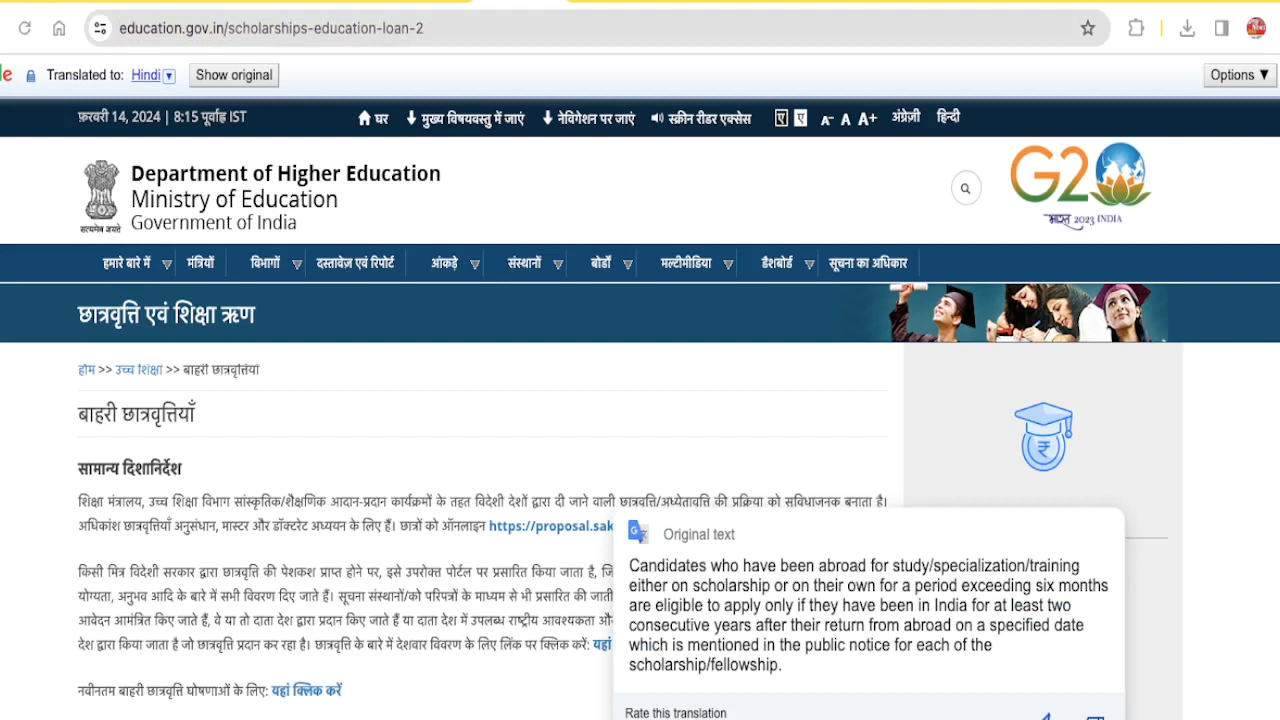 education.gov.in/scholarships-education-loan-2
Translated to: Hindi Show original Options ▼
फ़रवरी 14, 2024 | 8:15 पूर्वाह्न IST घर मुख्य विषयवस्तु में जाएं नेविगेशन पर जाएं स्क्रीन रीडर एक्सेस ए ए A- A A+ अंग्रेज़ी हिन्दी
Department of Higher Education
Ministry of Education
Government of India
सत्यमेव जयते
G20
भारत 2023 INDIA
हमारे बारे में मंत्रियों विभागों दस्तावेज़ एवं रिपोर्ट आंकड़े संस्थानों बोर्डों मल्टीमीडिया डैशबोर्ड सूचना का अधिकार
छात्रवृत्ति एवं शिक्षा ऋण
होम >> उच्च शिक्षा >> बाहरी छात्रवृत्तियां
बाहरी छात्रवृत्तियाँ
सामान्य दिशानिर्देश
शिक्षा मंत्रालय, उच्च शिक्षा विभाग सांस्कृतिक/शैक्षणिक आदान-प्रदान कार्यक्रमों के तहत विदेशी देशों द्वारा दी जाने वाली छात्रवृत्ति/अध्येतावृत्ति की प्रक्रिया को सुविधाजनक बनाता है।
अधिकांश छात्रवृत्तियाँ अनुसंधान, मास्टर और डॉक्टरेट अध्ययन के लिए हैं। छात्रों को ऑनलाइन https://proposal.sak
किसी मित्र विदेशी सरकार द्वारा छात्रवृत्ति की पेशकश प्राप्त होने पर, इसे उपरोक्त पोर्टल पर प्रसारित किया जाता है,
योग्यता, अनुभव आदि के बारे में सभी विवरण दिए जाते हैं। सूचना संस्थानों/को परिपत्रों के माध्यम से भी प्रसारित की जाती
आवेदन आमंत्रित किए जाते हैं, वे या तो दाता देश द्वारा प्रदान किए जाते हैं या दाता देश में उपलब्ध राष्ट्रीय आवश्यकता
देश द्वारा किया जाता है जो छात्रवृत्ति प्रदान कर रहा है। छात्रवृत्ति के बारे में देशवार विवरण के लिए लिंक पर क्लिक करें: यहां
नवीनतम बाहरी छात्रवृत्ति घोषणाओं के लिए: यहां क्लिक करें
Original text
Candidates who have been abroad for study/specialization/training
either on scholarship or on their own for a period exceeding six months
are eligible to apply only if they have been in India for at least two
consecutive years after their return from abroad on a specified date
which is mentioned in the public notice for each of the
scholarship/fellowship.
Rate this translation